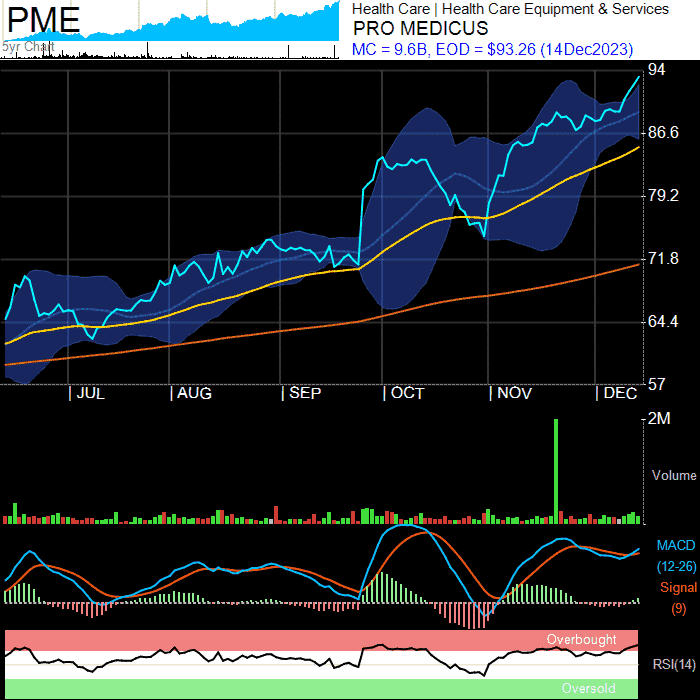 PME
5yr Chart
Health Care | Health Care Equipment & Services
PRO MEDICUS
MC = 9.6B, EOD = $93.26 (14Dec2023)
94
86.6
79.2
71.8
64.4
57
JUL AUG SEP OCT NOV DEC
2M
Volume
MACD
(12-26)
Signal
(9)
Overbought
RSI(14)
Oversold